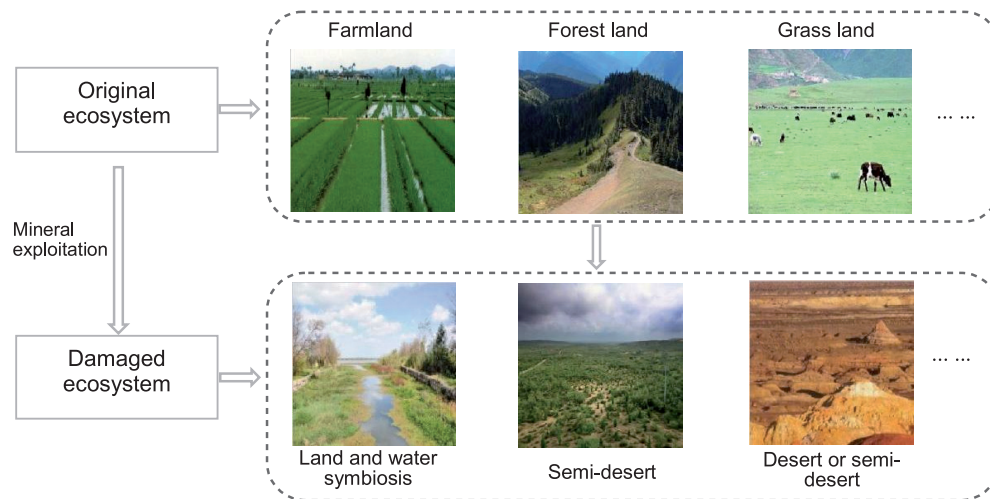 Farmland
Forest land
Grass land
Original
ecosystem
... ...
Mineral
exploitation
Damaged
ecosystem
... ...
Land and water
symbiosis
Semi-desert
Desert or semi-
desert